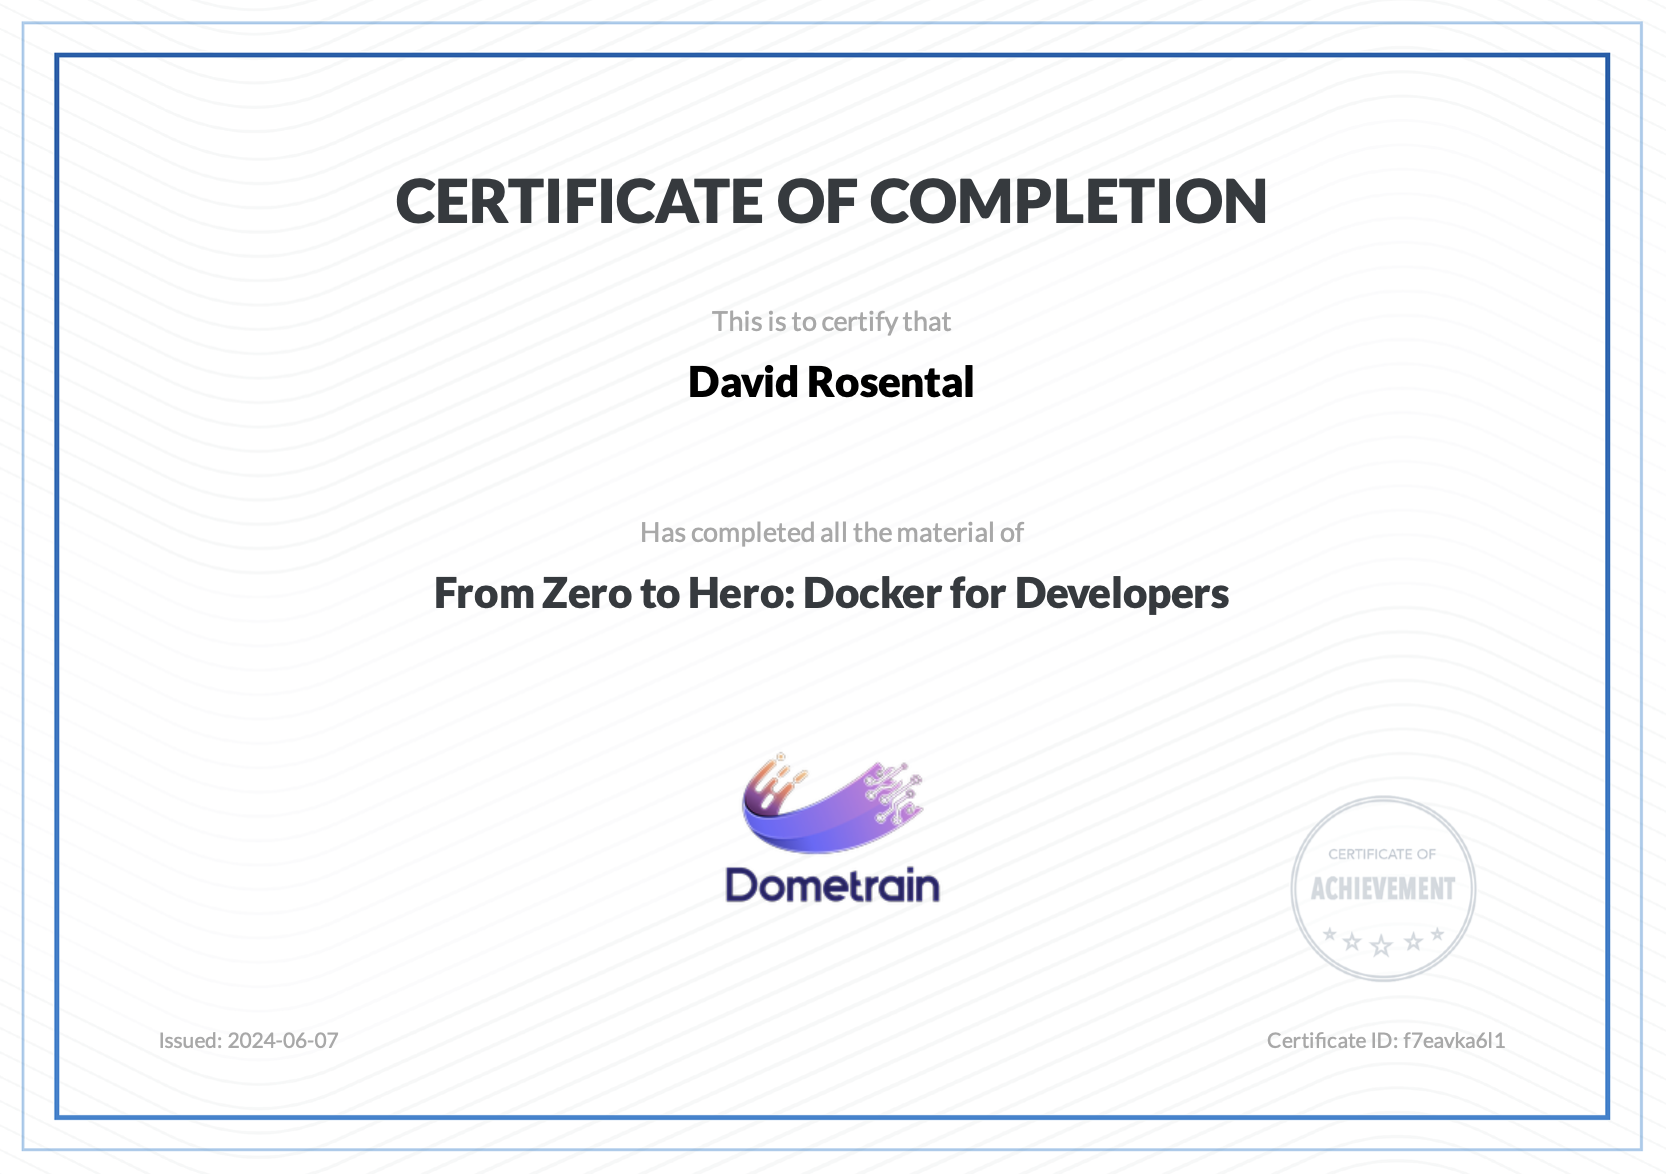 CERTIFICATE OF COMPLETION
This is to certify that
David Rosental
Has completed all the material of
From Zero to Hero: Docker for Developers
Dometrain
CERTIFICATE OF
ACHIEVEMENT
Issued: 2024-06-07
Certificate ID: f7eavka6l1